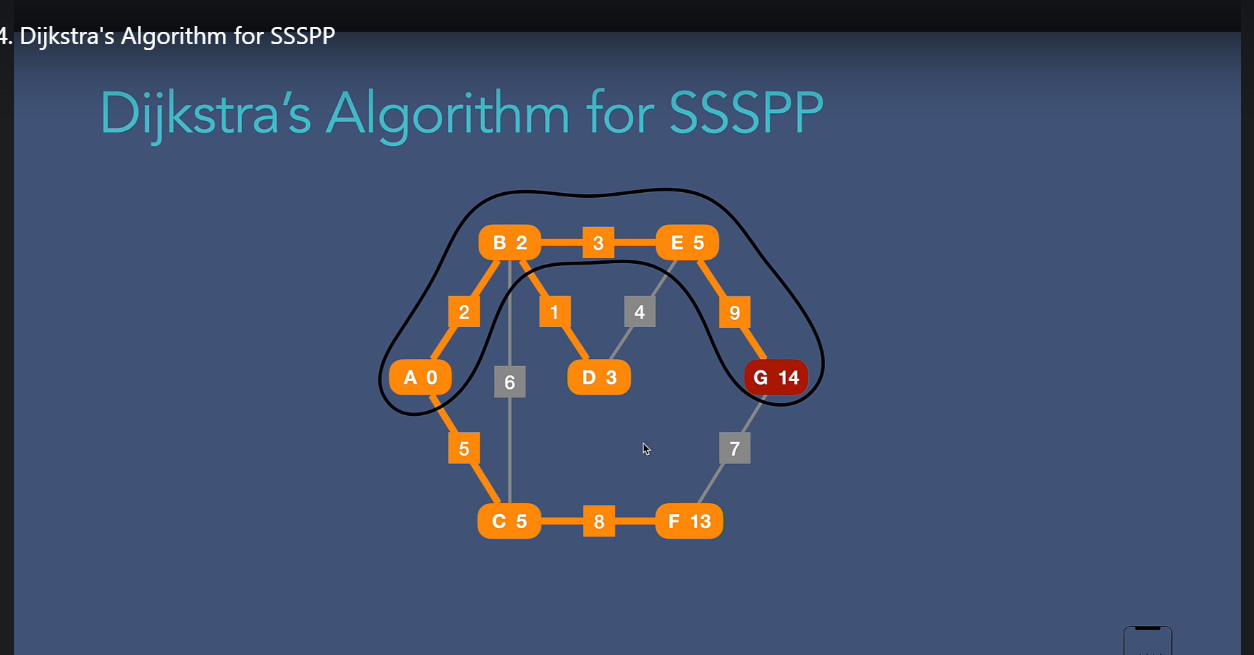 4. Dijkstra's Algorithm for SSSPP
Dijkstra's Algorithm for SSSPP
B 2
3
E 5
2
1
4
9
A 0
6
D 3
G 14
5
7
C 5
8
F 13